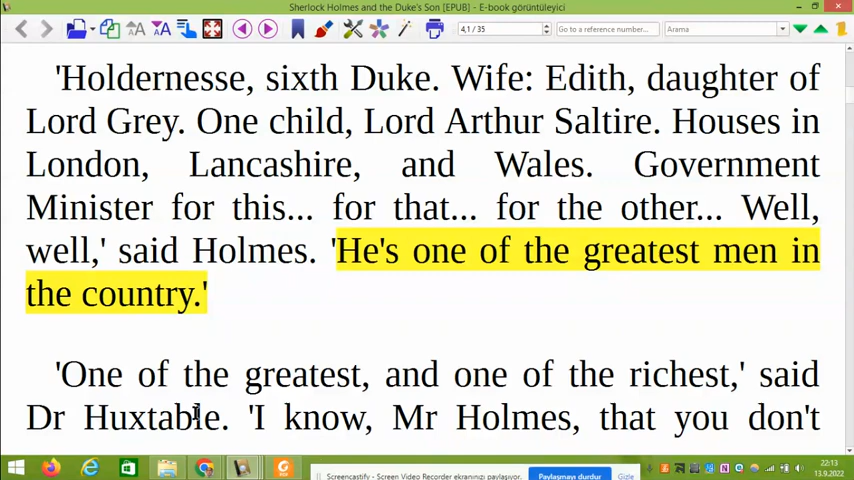 Sherlock Holmes and the Duke's Son [EPUB] - E-book görüntüleyici
4,1 / 35
Go to a reference number...
Arama
'Holdernesse, sixth Duke. Wife: Edith, daughter of
Lord Grey. One child, Lord Arthur Saltire. Houses in
London, Lancashire, and Wales. Government
Minister for this... for that... for the other... Well,
well,' said Holmes. 'He's one of the greatest men in
the country.'
'One of the greatest, and one of the richest,' said
Dr Huxtable. 'I know, Mr Holmes, that you don't
22:13
Screencastify - Screen Video Recorder ekranınızı paylaşıyor.
Paylaşmayı durdur
Gizle
13.9.2022